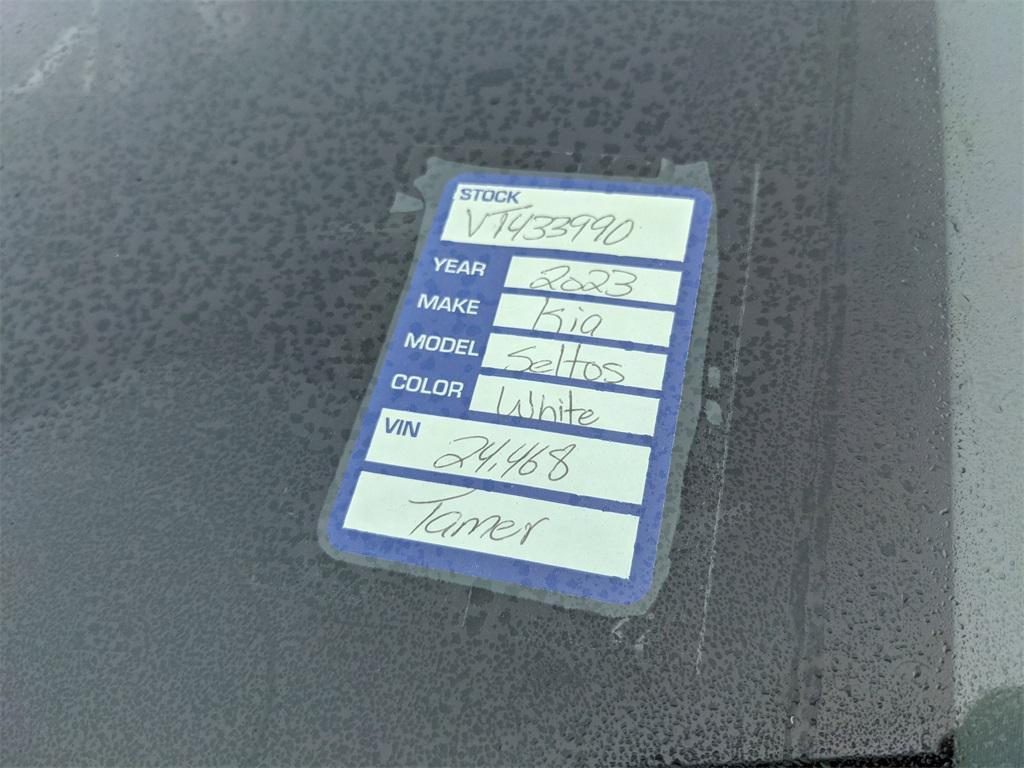 STOCK
VT433990
YEAR 2023
MAKE Kia
MODEL Seltos
COLOR White
VIN
24,468
Tamer